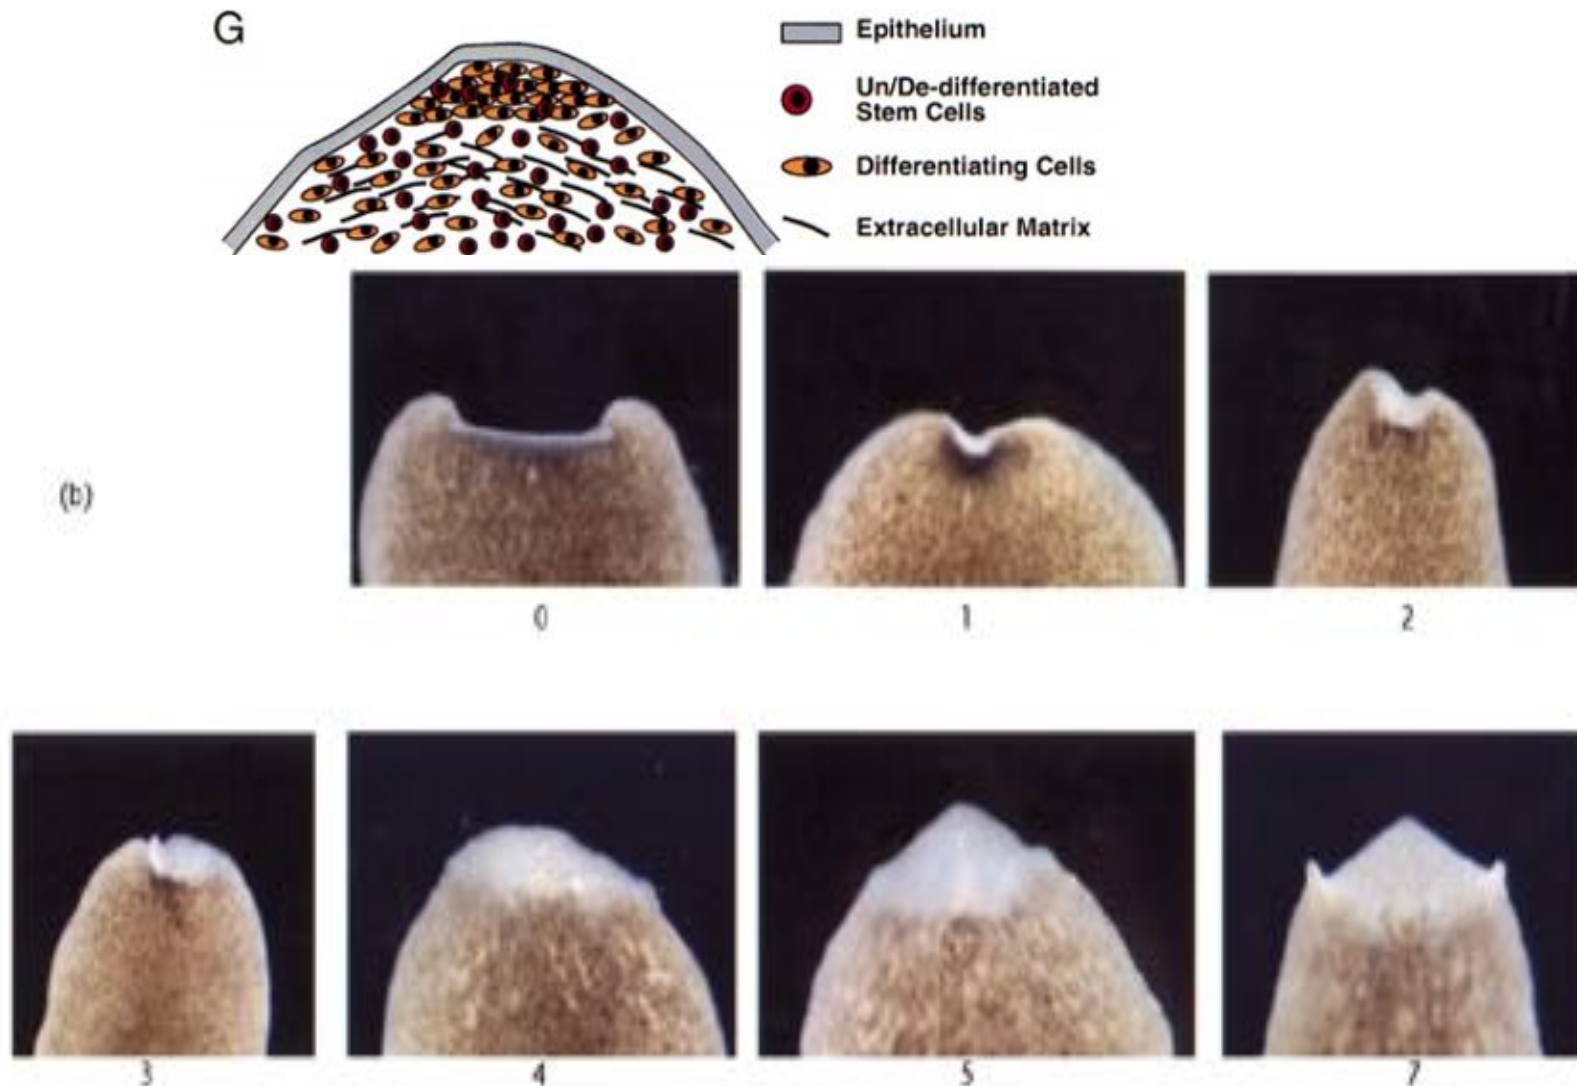 G
Epithelium
Un/De-differentiated
Stem Cells
Differentiating Cells
Extracellular Matrix
(b)
0
1
2
3
4
5
7